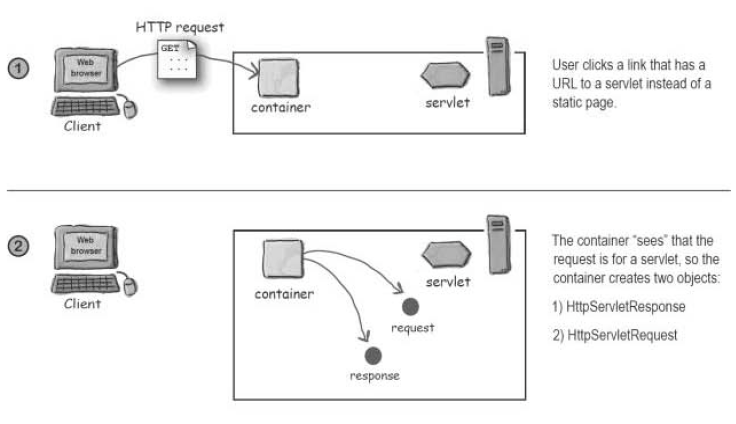 HTTP request
GET
1
Web
browser
container
servlet
Client
User clicks a link that has a
URL to a servlet instead of a
static page.
2
Web
browser
Client
container
servlet
request
response
The container "sees" that the
request is for a servlet, so the
container creates two objects:
1) HttpServletResponse
2) HttpServletRequest